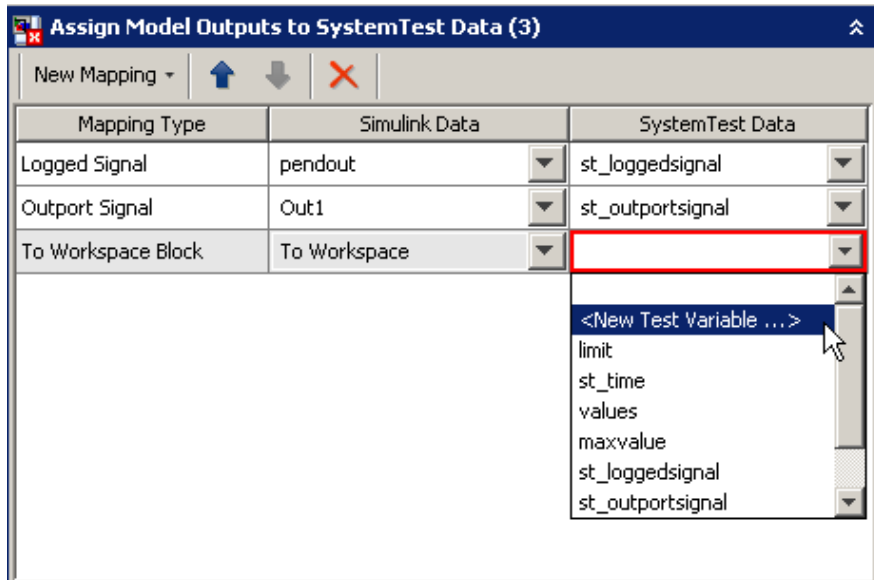 Assign Model Outputs to SystemTest Data (3)
New Mapping
Mapping Type Simulink Data SystemTest Data
Logged Signal pendout st_loggedsignal
Outport Signal Out1 st_outportsignal
To Workspace Block To Workspace
<New Test Variable ...>
limit
st_time
values
maxvalue
st_loggedsignal
st_outportsignal